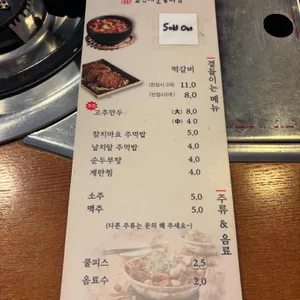 Sold Out
떡갈비
11,0
8,0
고추만두 (大) 8,0
(中) 4,0
참치마요 주먹밥 5,0
날치알 주먹밥 4,0
순두부탕 4,0
계란찜 4,0
소주 5,0
맥주 5,0
(다른 주류는 문의 해 주세요~)
쿨피스 2,5
음료수 2,0
곁들이는 메뉴
주류 & 음료